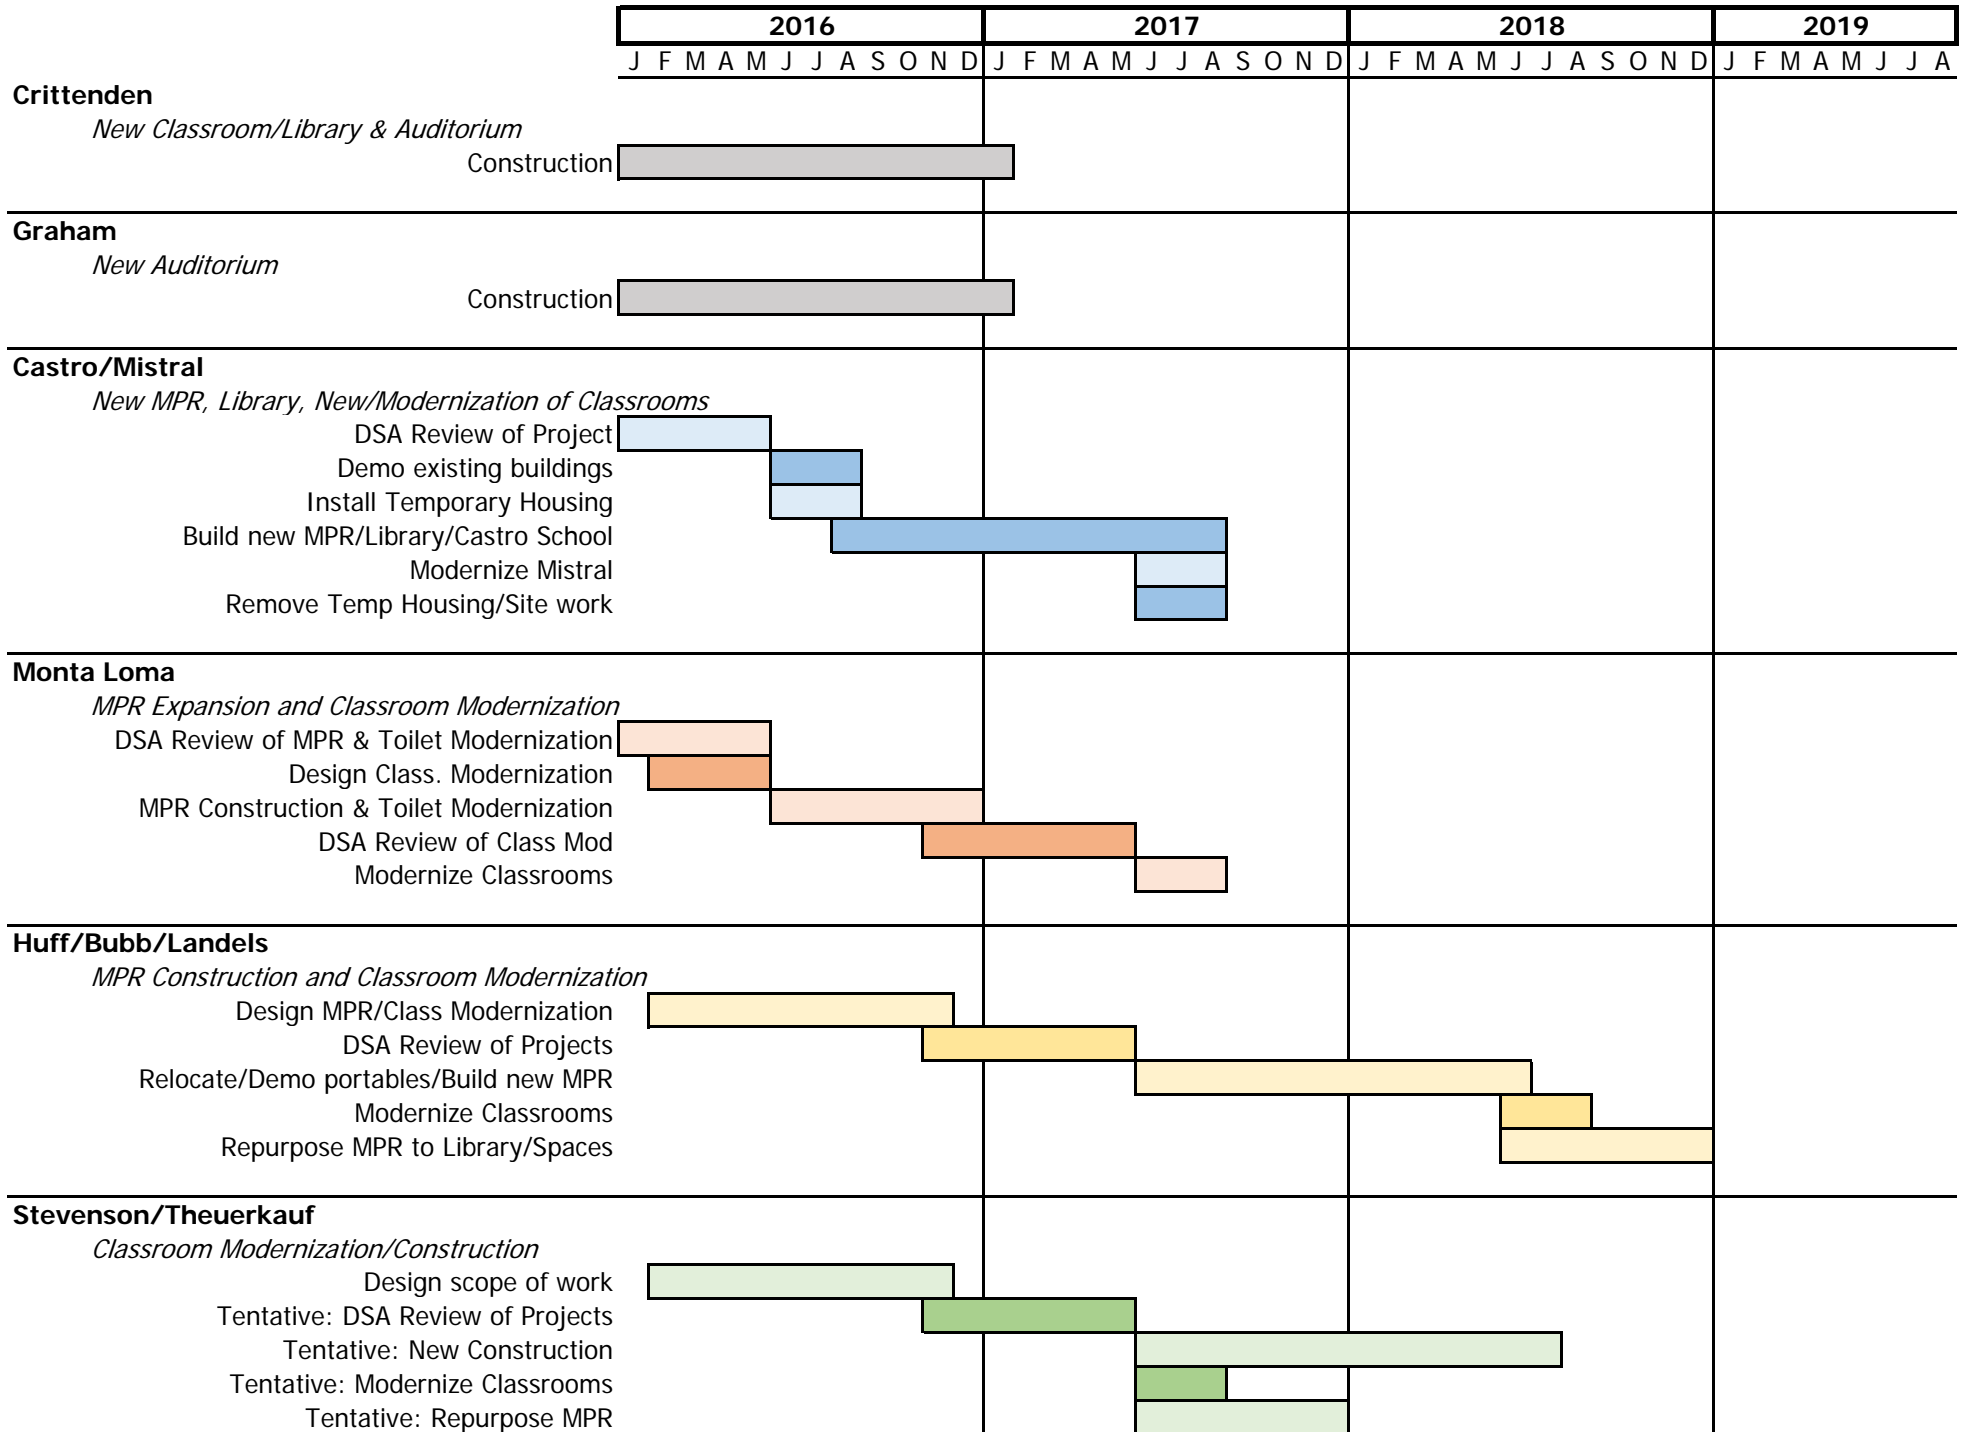 2016 2017 2018 2019
J F M A M J J A S O N D J F M A M J J A S O N D J F M A M J J A S O N D J F M A M J J A
Crittenden
New Classroom/Library & Auditorium
Construction
Graham
New Auditorium
Construction
Castro/Mistral
New MPR, Library, New/Modernization of Classrooms
DSA Review of Project
Demo existing buildings
Install Temporary Housing
Build new MPR/Library/Castro School
Modernize Mistral
Remove Temp Housing/Site work
Monta Loma
MPR Expansion and Classroom Modernization
DSA Review of MPR & Toilet Modernization
Design Class. Modernization
MPR Construction & Toilet Modernization
DSA Review of Class Mod
Modernize Classrooms
Huff/Bubb/Landels
MPR Construction and Classroom Modernization
Design MPR/Class Modernization
DSA Review of Projects
Relocate/Demo portables/Build new MPR
Modernize Classrooms
Repurpose MPR to Library/Spaces
Stevenson/Theuerkauf
Classroom Modernization/Construction
Design scope of work
Tentative: DSA Review of Projects
Tentative: New Construction
Tentative: Modernize Classrooms
Tentative: Repurpose MPR